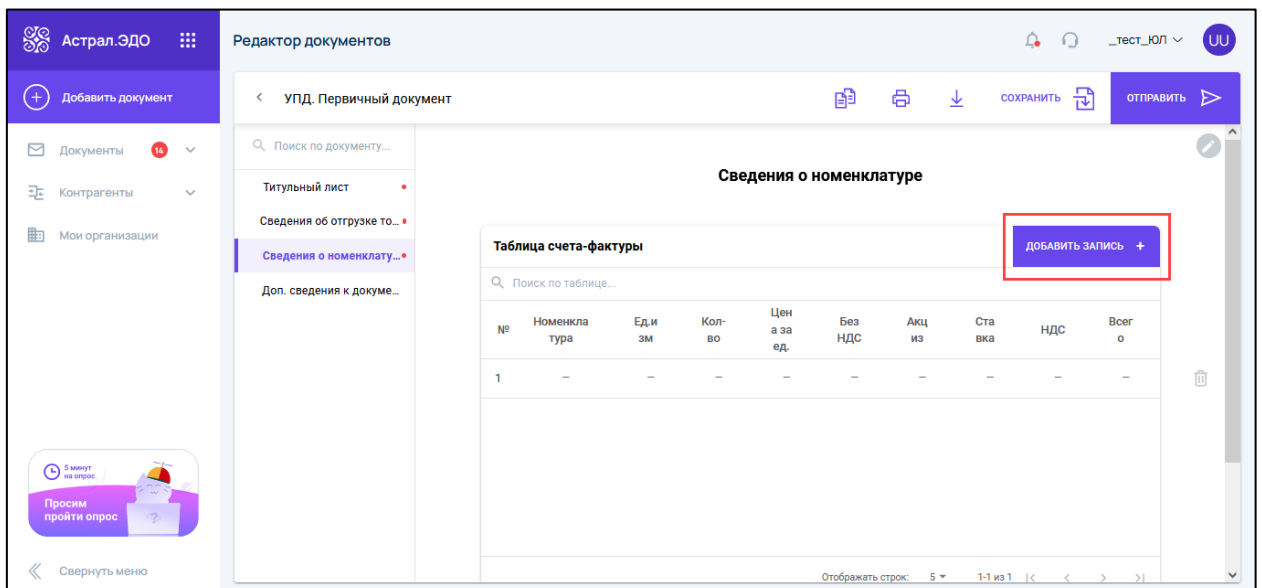 Астрал.ЭДО
Редактор документов
_тест_ЮЛ
UU
Добавить документ
УПД. Первичный документ
СОХРАНИТЬ
ОТПРАВИТЬ
Документы 14
Контрагенты
Мои организации
Поиск по документу...
Титульный лист
Сведения об отгрузке то...
Сведения о номенклату...
Доп. сведения к докуме...
Сведения о номенклатуре
Таблица счета-фактуры
ДОБАВИТЬ ЗАПИСЬ +
Поиск по таблице...
№
Номенкла
тура
Ед.и
зм
Кол-
во
Цен
а за
ед.
Без
НДС
Акц
из
Ста
вка
НДС
Всег
о
1 – – – – – – – – –
5 минут
на опрос
Просим
пройти опрос
?
Свернуть меню
Отображать строк: 5 1-1 из 1